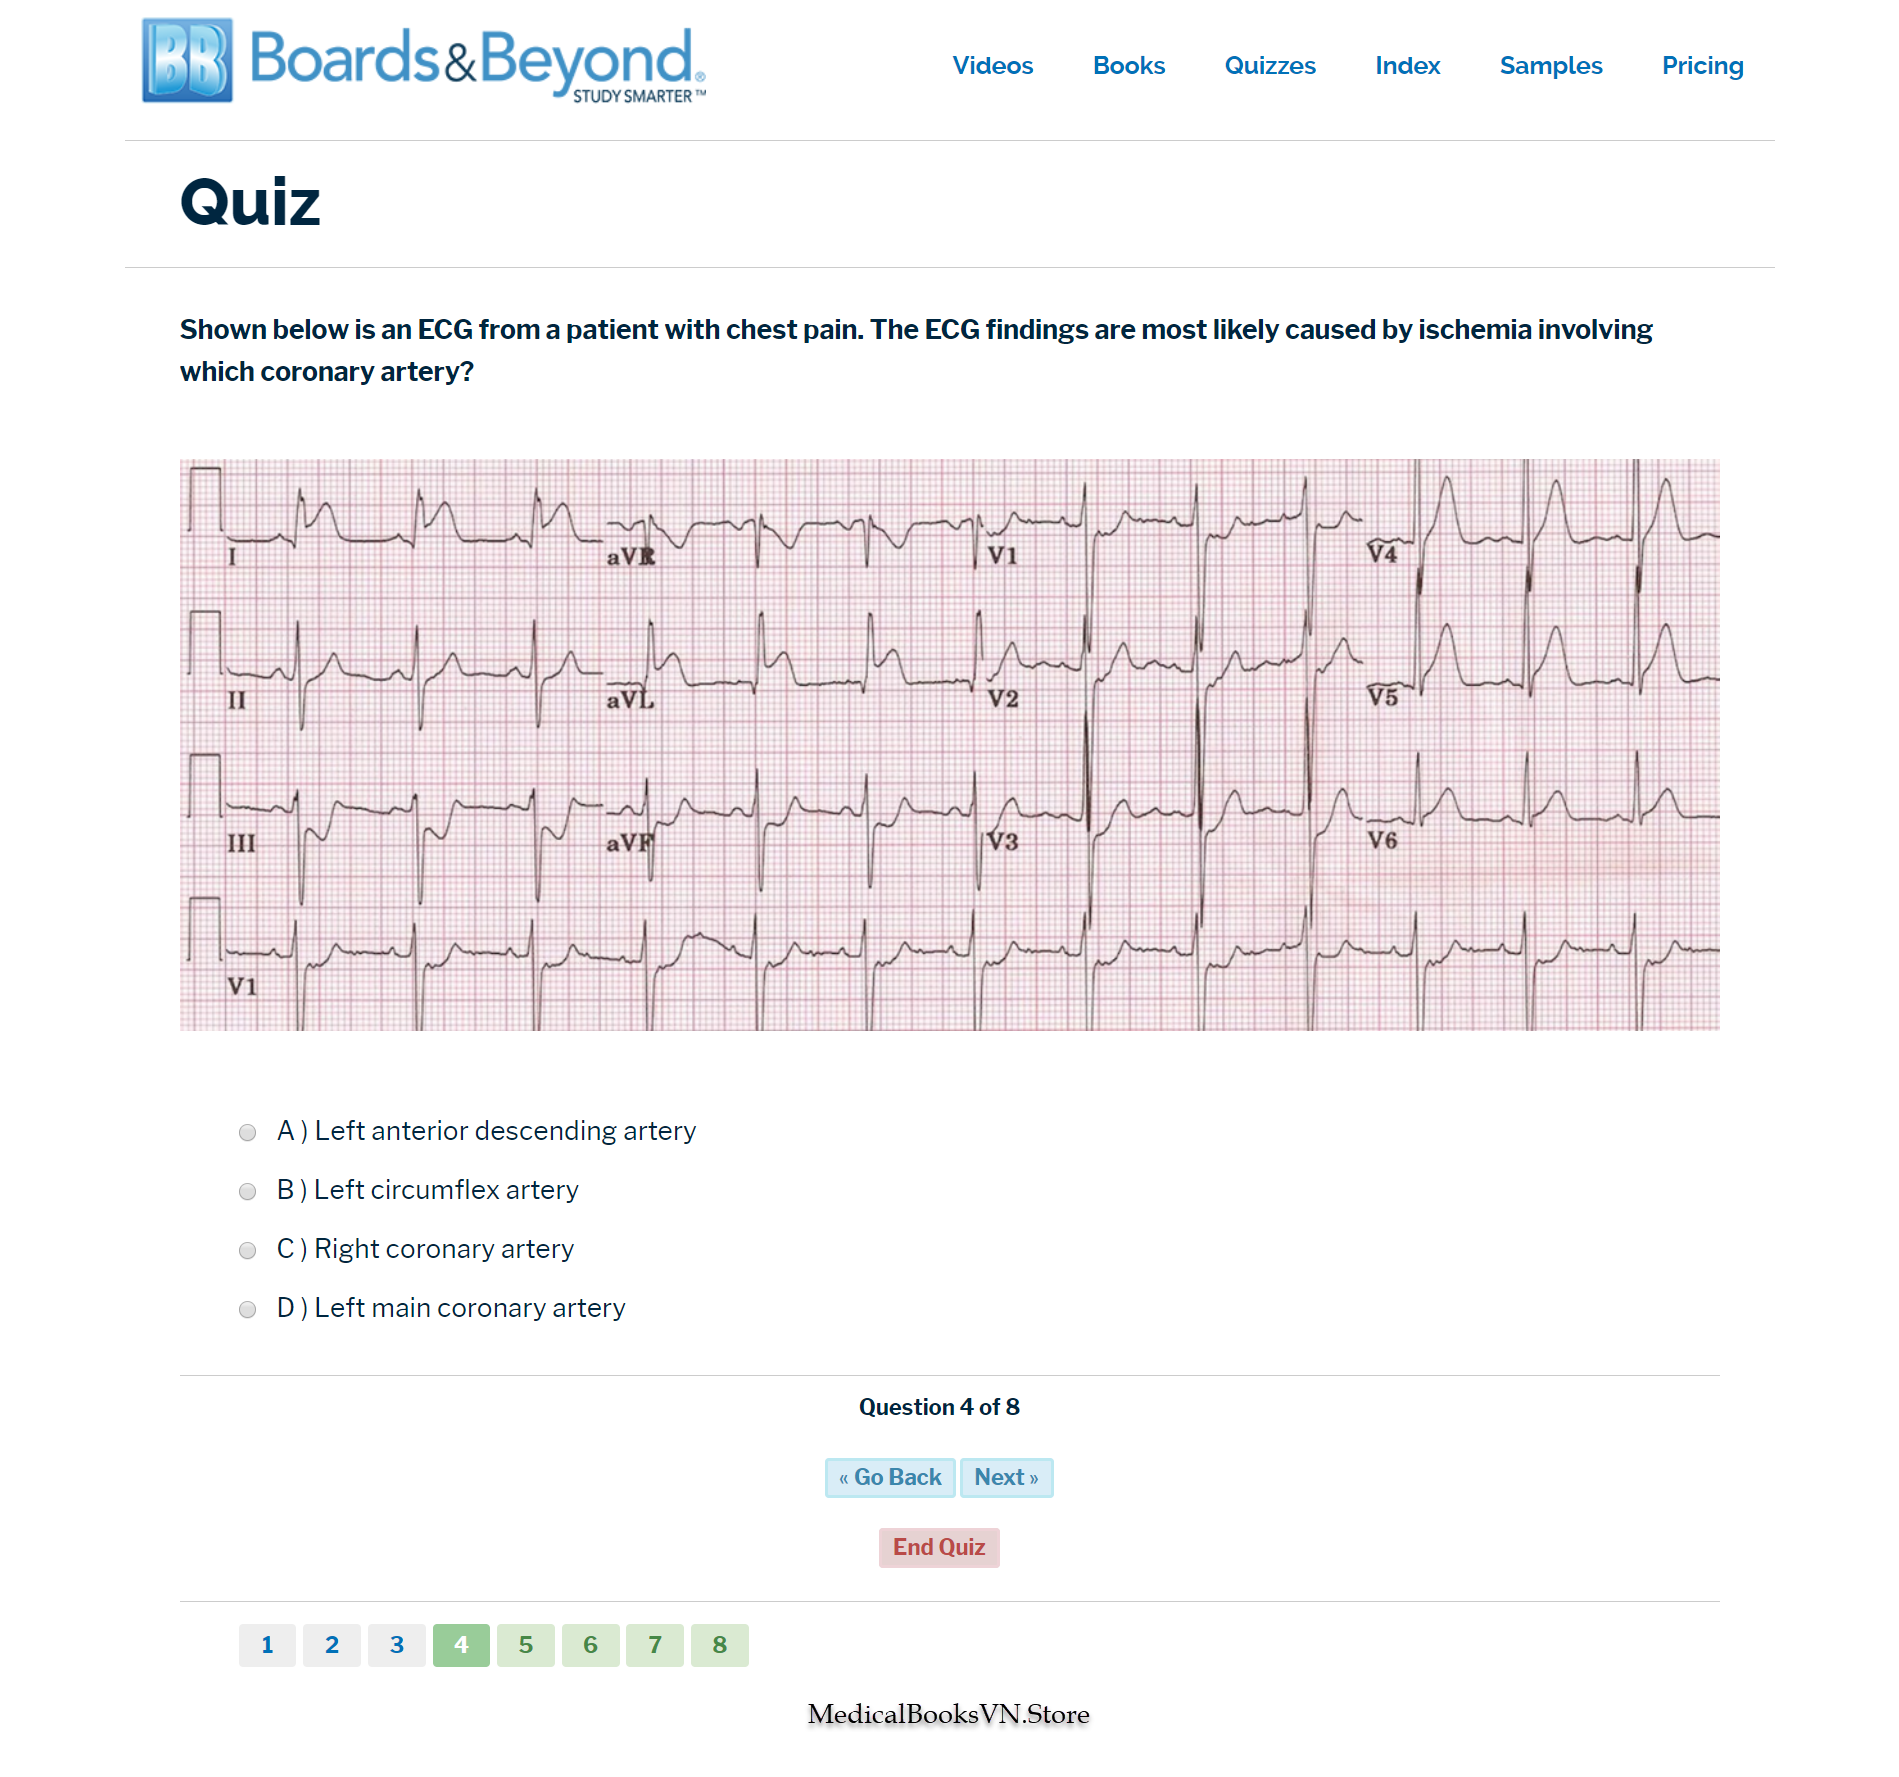 BB Boards&Beyond®
STUDY SMARTER™
Videos Books Quizzes Index Samples Pricing
Quiz
Shown below is an ECG from a patient with chest pain. The ECG findings are most likely caused by ischemia involving
which coronary artery?
I aVR V1 V4
II aVL V2 V5
III aVF V3 V6
V1
A ) Left anterior descending artery
B ) Left circumflex artery
C ) Right coronary artery
D ) Left main coronary artery
Question 4 of 8
« Go Back Next »
End Quiz
1 2 3 4 5 6 7 8
MedicalBooksVN.Store